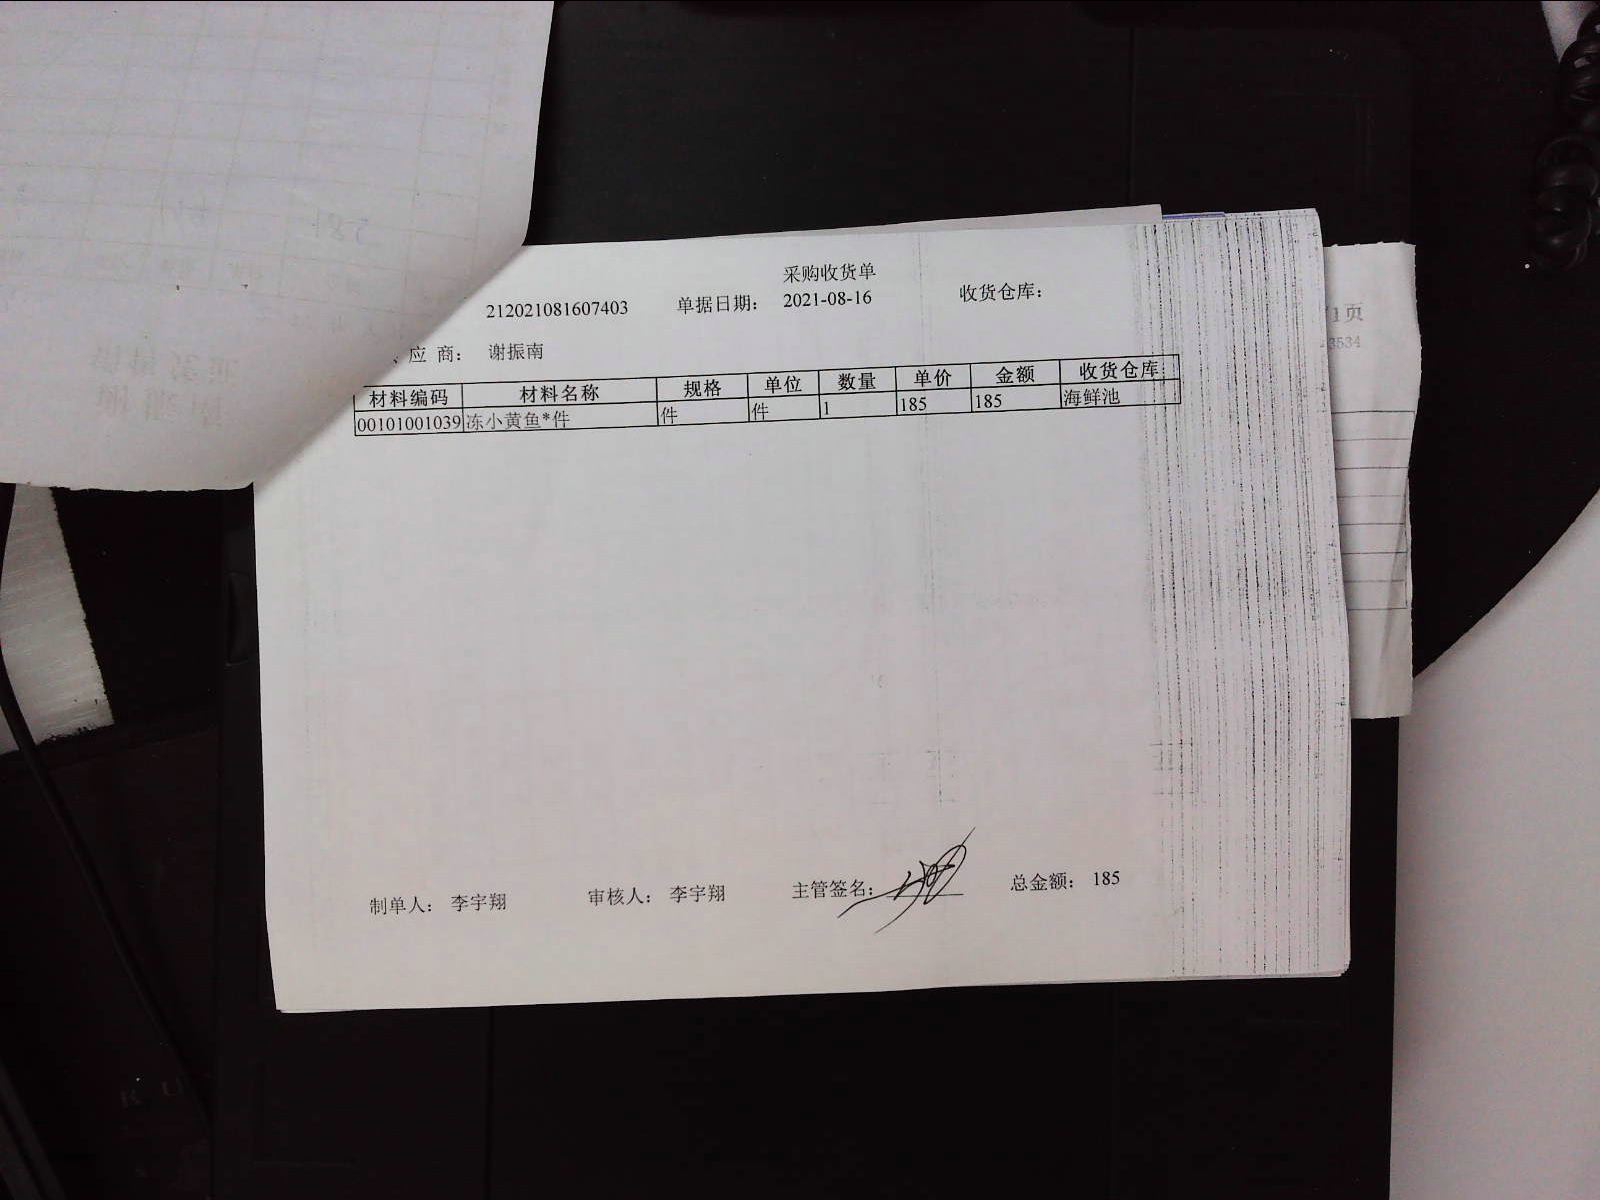 采购收货单
212021081607403 单据日期： 2021-08-16 收货仓库：
应 商： 谢振南
材料编码 材料名称 规格 单位 数量 单价 金额 收货仓库
00101001039 冻小黄鱼*件 件 件 1 185 185 海鲜池
制单人： 李宇翔 审核人： 李宇翔 主管签名： 总金额： 185
1页
3534